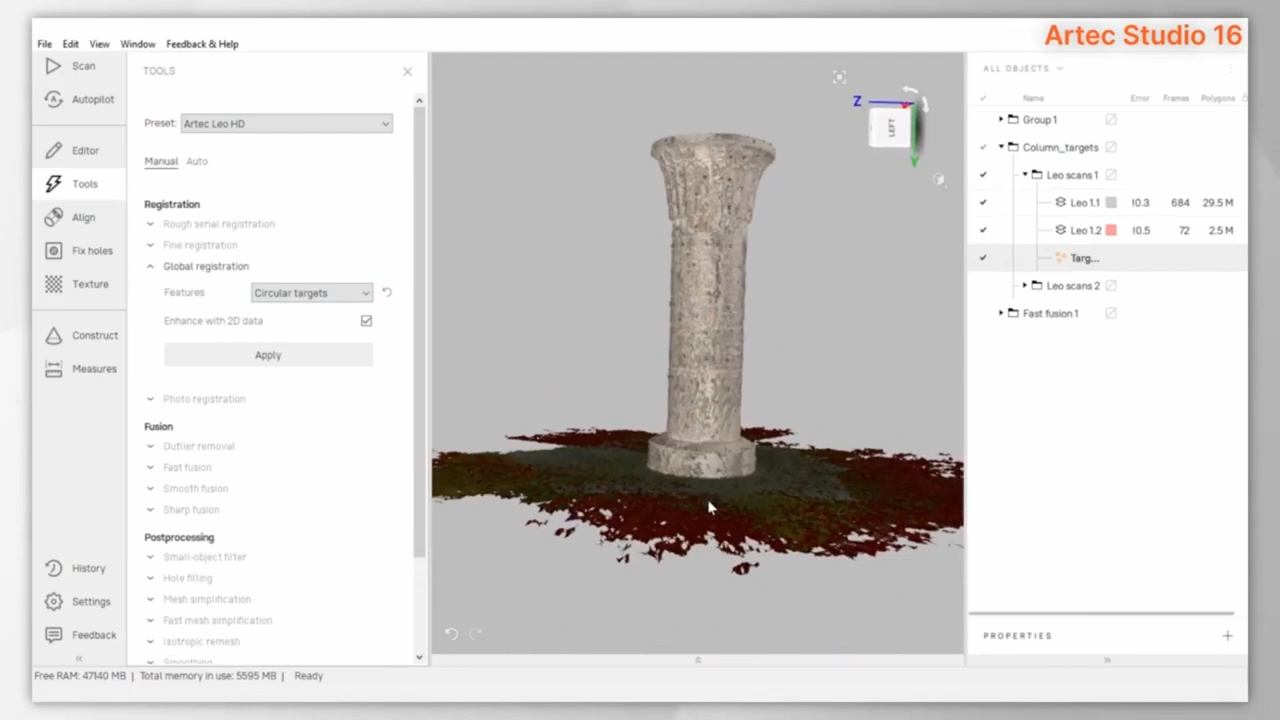 Artec Studio 16
File Edit View Window Feedback & Help
Scan
Autopilot
Editor
Tools
Align
Fix holes
Texture
Construct
Measures
History
Settings
Feedback
TOOLS
Preset: Artec Leo HD
Manual Auto
Registration
Rough serial registration
Fine registration
Global registration
Features Circular targets
Enhance with 2D data
Apply
Photo registration
Fusion
Outlier removal
Fast fusion
Smooth fusion
Sharp fusion
Postprocessing
Small-object filter
Hole filling
Mesh simplification
Fast mesh simplification
Isotropic remesh
Smoothing
Z
LEFT
Y
ALL OBJECTS
Name Error Frames Polygons
Group 1
Column_targets
Leo scans 1
Leo 1.1 !0.3 684 29.5 M
Leo 1.2 !0.5 72 2.5 M
Targ...
Leo scans 2
Fast fusion 1
PROPERTIES
Free RAM: 47140 MB | Total memory in use: 5595 MB | Ready